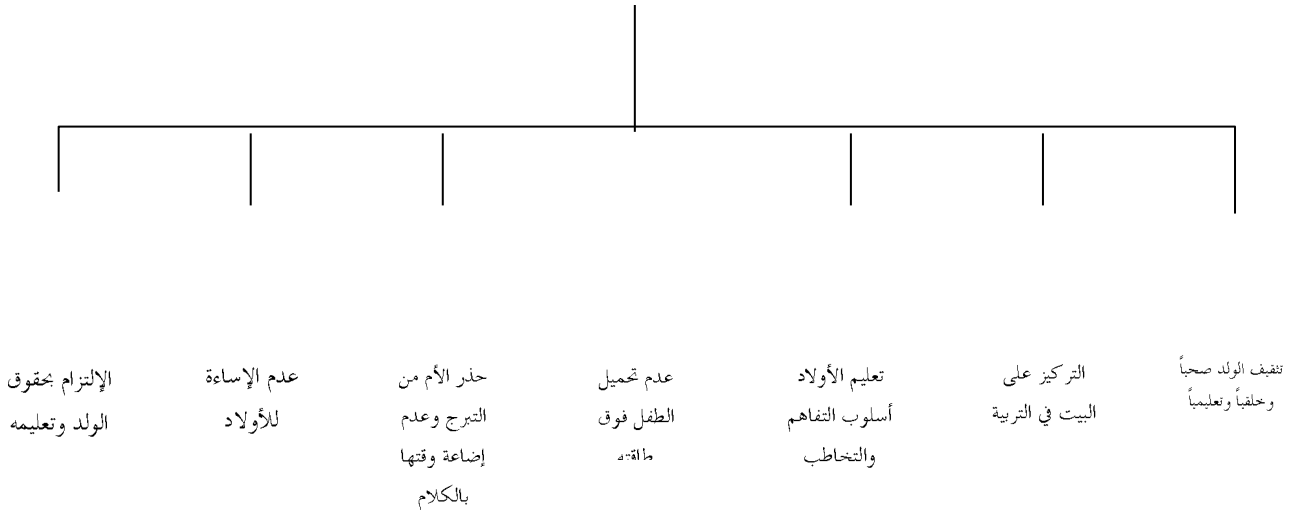 تثقيف الولد صحياً
وخلقياً وتعليمياً
التركيز على
البيت في التربية
تعليم الأولاد
أسلوب التفاهم
والتخاطب
عدم تحميل
الطفل فوق
طاقته
حذر الأم من
التبرج وعدم
إضاعة وقتها
بالكلام
عدم الإساءة
للأولاد
الإلتزام بحقوق
الولد وتعليمه